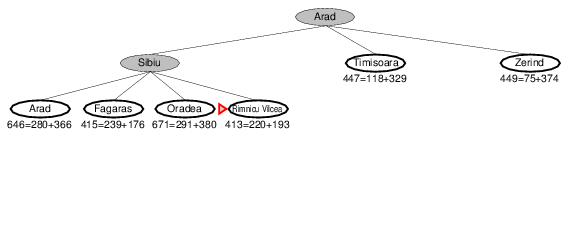 Arad
Sibiu
Timisoara
Zerind
447=118+329
449=75+374
Arad
Fagaras
Oradea
Rimnicu Vilcea
646=280+366
415=239+176
671=291+380
413=220+193